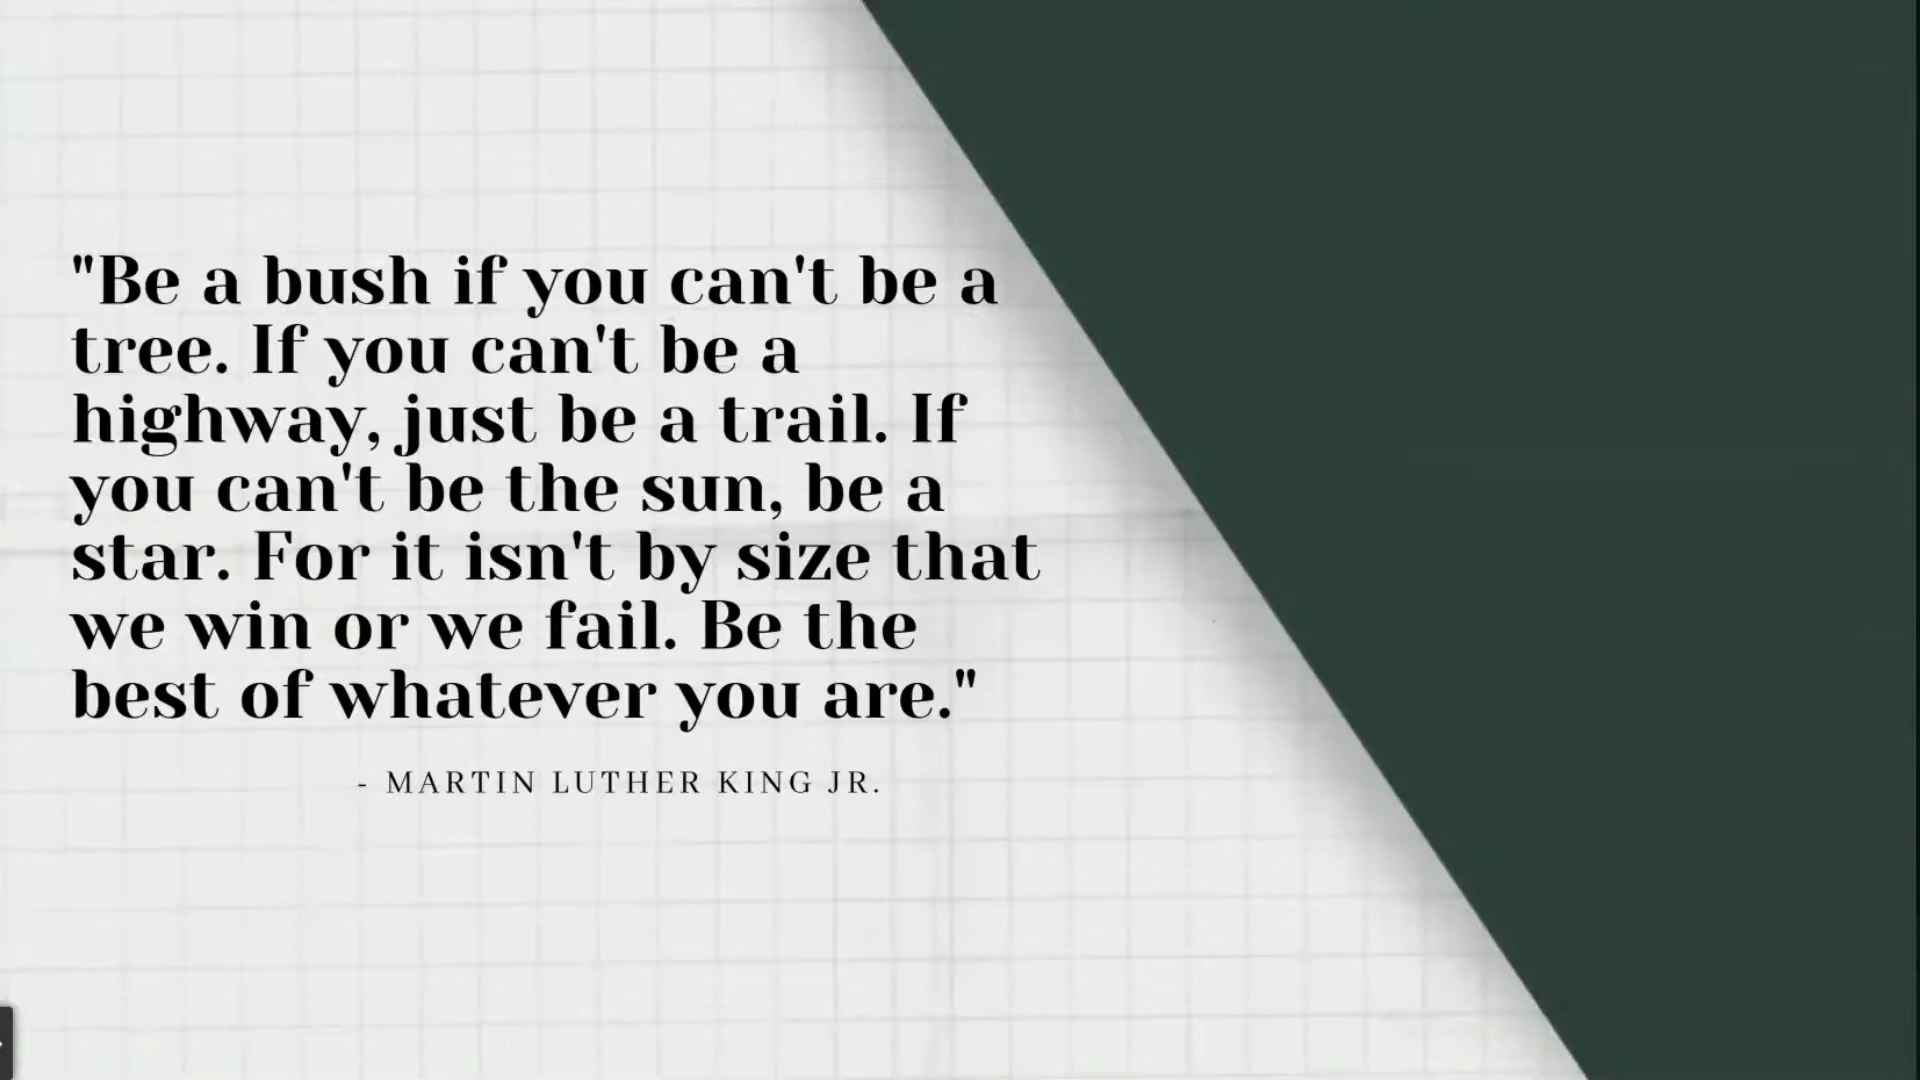 "Be a bush if you can't be a
tree. If you can't be a
highway, just be a trail. If
you can't be the sun, be a
star. For it isn't by size that
we win or we fail. Be the
best of whatever you are."
- MARTIN LUTHER KING JR.